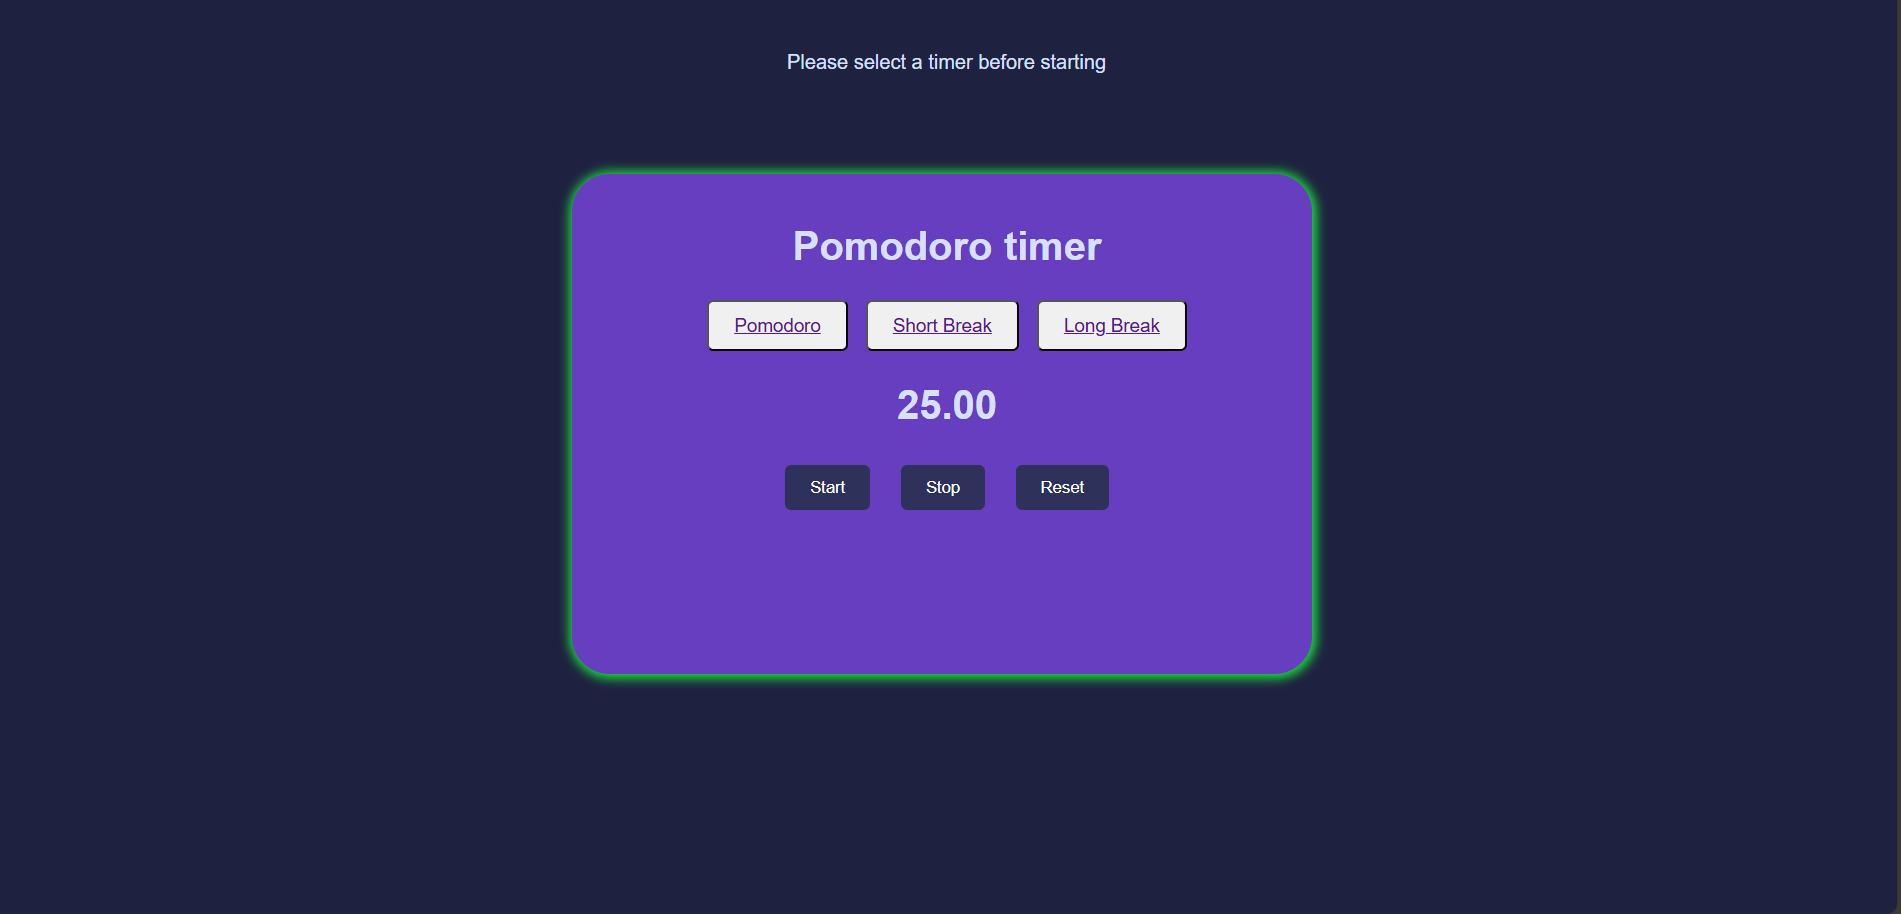 Please select a timer before starting
Pomodoro timer
Pomodoro Short Break Long Break
25.00
Start Stop Reset